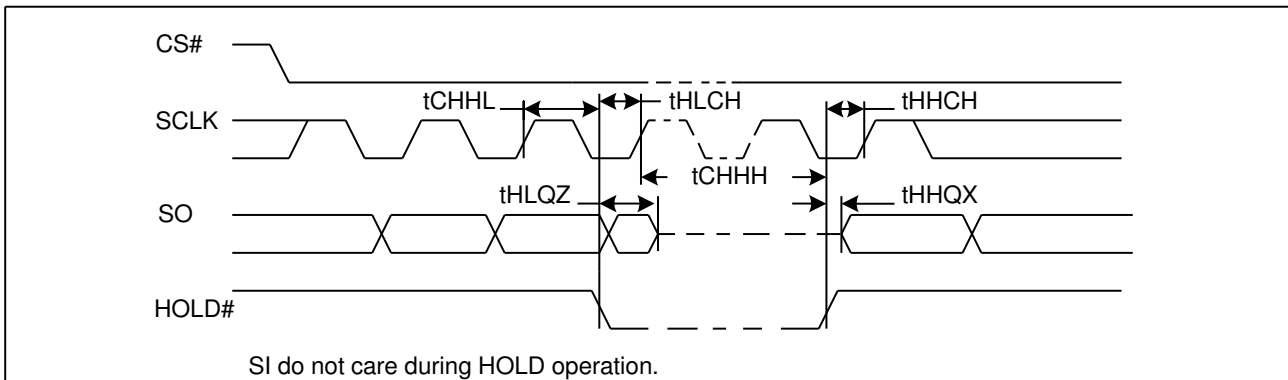 CS#
tCHHL
tHLCH
tHHCH
SCLK
tCHHH
tHLQZ
tHHQX
SO
HOLD#
SI do not care during HOLD operation.